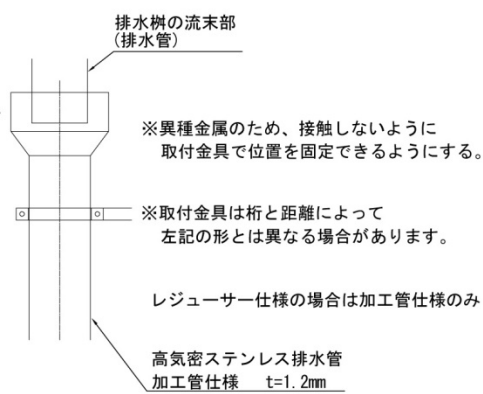 排水桝の流末部
(排水管)
※異種金属のため、接触しないように
取付金具で位置を固定できるようにする。
※取付金具は桁と距離によって
左記の形とは異なる場合があります。
レジューサー仕様の場合は加工管仕様のみ
高気密ステンレス排水管
加工管仕様　t=1.2mm